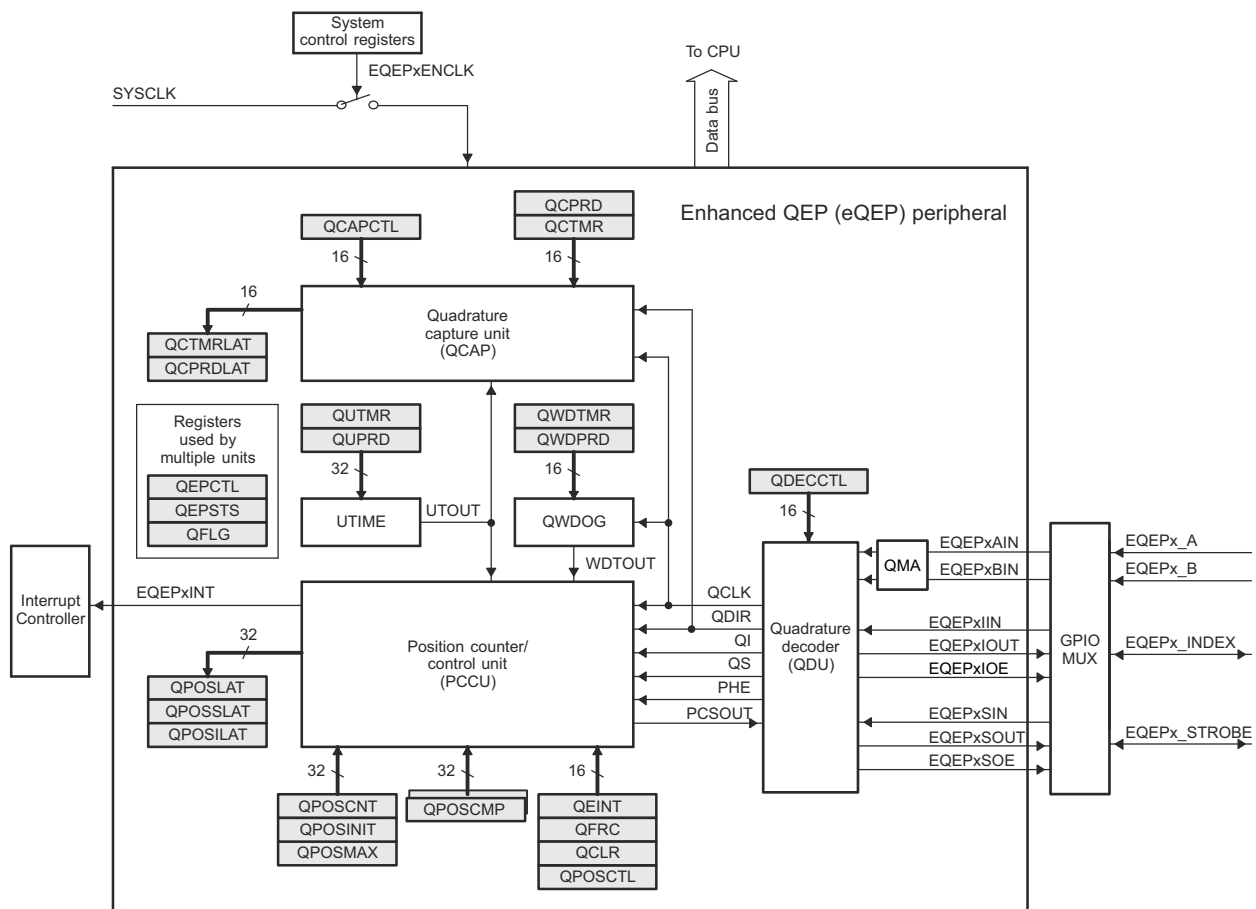 System
control registers
To CPU
EQEPxENCLK
SYSCLK
Data bus
Enhanced QEP (eQEP) peripheral
QCPRD
QCAPCTL
QCTMR
16
16
16
Quadrature
capture unit
(QCAP)
QCTMRLAT
QCPRDLAT
Registers
used by
multiple units
QEPCTL
QEPSTS
QFLG
QUTMR
QUPRD
32
QWDTMR
QWDPRD
16
QDECCTL
16
UTIME
UTOUT
QWDOG
WDTOUT
Interrupt
Controller
EQEPxINT
32
QPOSLAT
QPOSSLAT
QPOSILAT
Position counter/
control unit
(PCCU)
QCLK
QDIR
QI
QS
PHE
PCSOUT
Quadrature
decoder
(QDU)
QMA
EQEPxAIN
EQEPxBIN
EQEPxIIN
EQEPxIOUT
EQEPxIOE
EQEPxSIN
EQEPxSOUT
EQEPxSOE
GPIO
MUX
EQEPx_A
EQEPx_B
EQEPx_INDEX
EQEPx_STROBE
32
32
16
QPOSCNT
QPOSINIT
QPOSMAX
QPOSCMP
QEINT
QFRC
QCLR
QPOSCTL